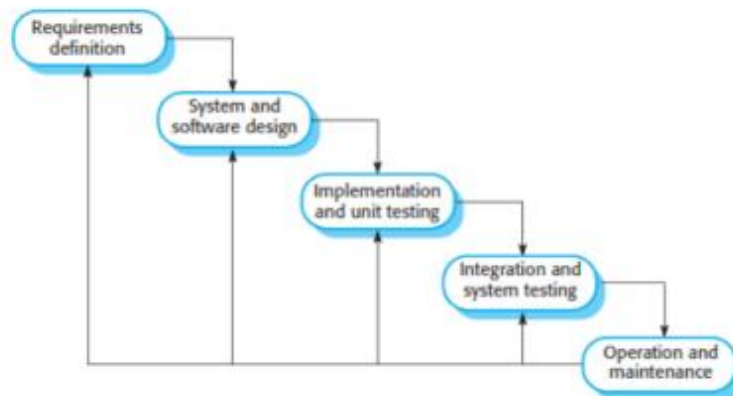 Requirements
definition
System and
software design
Implementation
and unit testing
Integration and
system testing
Operation and
maintenance